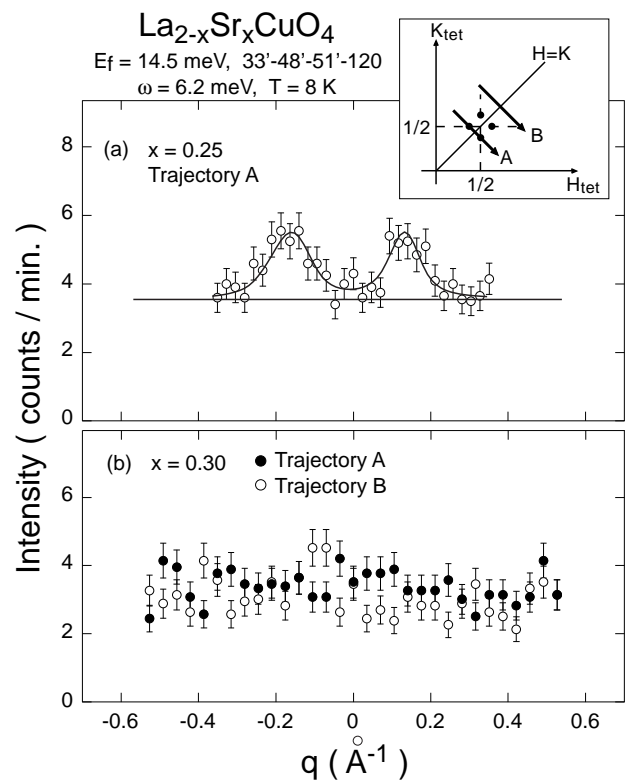 La2-xSrxCuO4
Ef = 14.5 meV, 33'-48'-51'-120
ω = 6.2 meV, T = 8 K
Ktet
H=K
1/2
B
A
1/2
Htet
(a) x = 0.25
Trajectory A
8
6
4
2
0
(b) x = 0.30
Trajectory A
Trajectory B
6
4
2
0
-0.6 -0.4 -0.2 0 0.2 0.4 0.6
q ( Å-1 )
Intensity ( counts / min. )